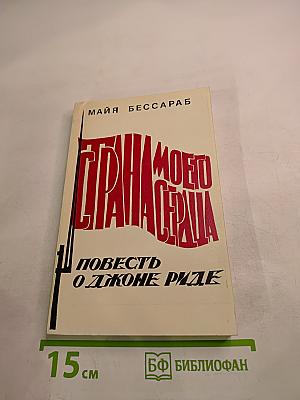 МАЙЯ БЕССАРАБ
СТРАНА МОЕГО
СЕРДЦА
ПОВЕСТЬ
О ДЖОНЕ РИДЕ
15 см
БФ БИБЛИОФАН